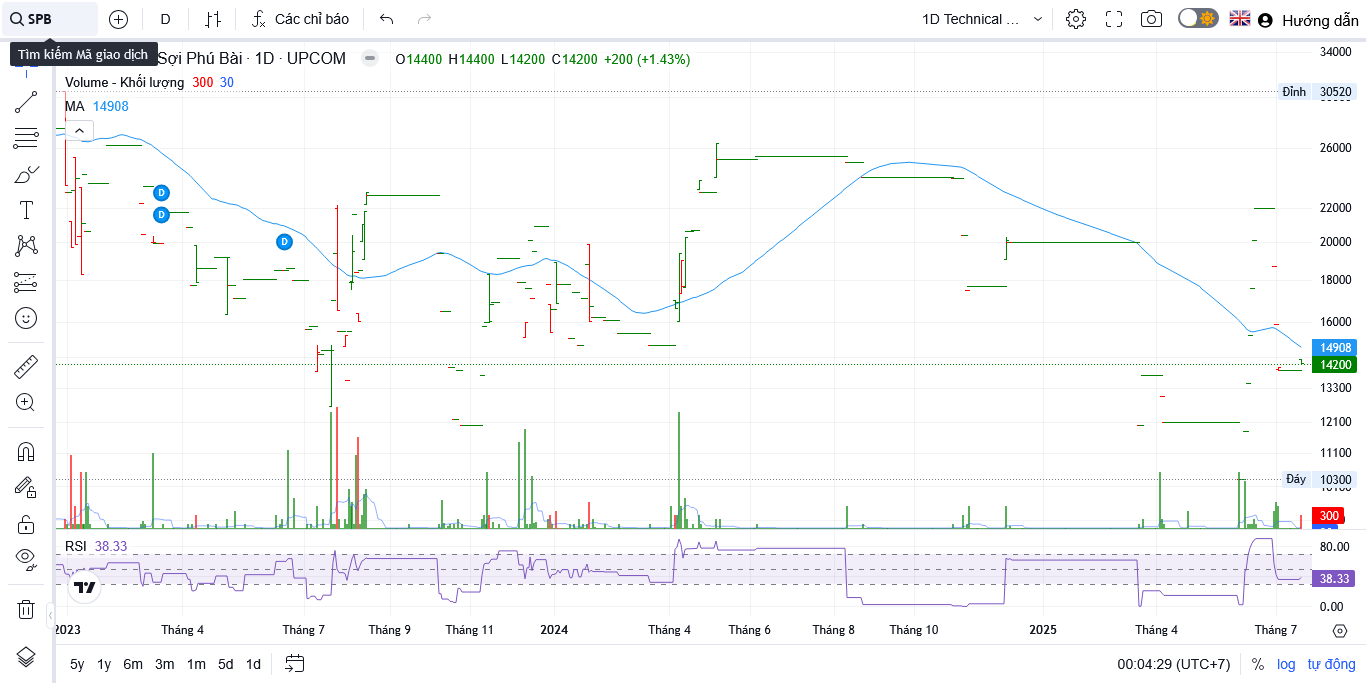 SPB
D
Các chỉ báo
1D Technical ...
Hướng dẫn
Tìm kiếm Mã giao dịch
Sợi Phú Bài · 1D · UPCOM
O14400 H14400 L14200 C14200 +200 (+1.43%)
Volume - Khối lượng 300 30
MA 14908
34000
Đỉnh 30520
26000
D
D
22000
D
20000
18000
16000
14908
14200
13300
12100
11100
Đáy 10300
300
RSI 38.33
80.00
38.33
0.00
2023 Tháng 4 Tháng 7 Tháng 9 Tháng 11 2024 Tháng 4 Tháng 6 Tháng 8 Tháng 10 2025 Tháng 4 Tháng 7
5y 1y 6m 3m 1m 5d 1d
00:04:29 (UTC+7) % log tự động